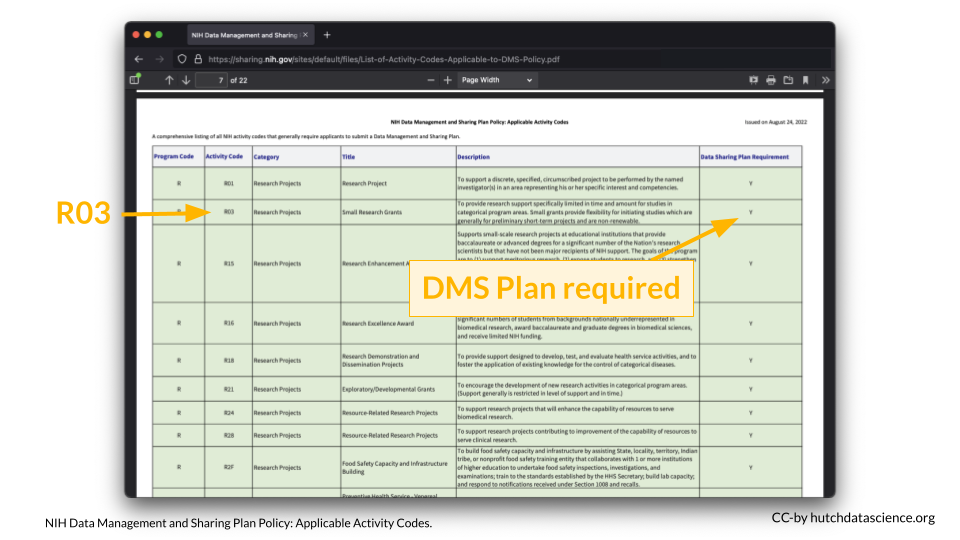 NIH Data Management and Sharing
https://sharing.nih.gov/sites/default/files/List-of-Activity-Codes-Applicable-to-DMS-Policy.pdf
7 of 22
Page Width
NIH Data Management and Sharing Plan Policy: Applicable Activity Codes
Issued on August 24, 2022
A comprehensive listing of all NIH activity codes that generally require applicants to submit a Data Management and Sharing Plan.
Program Code Activity Code Category Title Description Data Sharing Plan Requirement
R R01 Research Projects Research Project To support a discrete, specified, circumscribed project to be performed by the named
investigator(s) in an area representing his or her specific interest and competencies. Y
R03
R R03 Research Projects Small Research Grants To provide research support specifically limited in time and amount for studies in
categorical program areas. Small grants provide flexibility for initiating studies which are
generally for preliminary short-term projects and are non-renewable. Y
R R15 Research Projects Research Enhancement Supports small-scale research projects at educational institutions that provide
baccalaureate or advanced degrees for a significant number of the Nation's research
scientists but that have not been major recipients of NIH support. The goals of the program
are to (1) support meritorious research, (2) expose students to research, Y
DMS Plan required
R R16 Research Projects Research Excellence Award significant numbers of students from backgrounds nationally underrepresented in
biomedical research, award baccalaureate and graduate degrees in biomedical sciences,
and receive limited NIH funding. Y
R R18 Research Projects Research Demonstration and
Dissemination Projects To provide support designed to develop, test, and evaluate health service activities, and to
foster the application of existing knowledge for the control of categorical diseases. Y
R R21 Research Projects Exploratory/Developmental Grants To encourage the development of new research activities in categorical program areas.
(Support generally is restricted in level of support and in time.) Y
R R24 Research Projects Resource-Related Research Projects To support research projects that will enhance the capability of resources to serve
biomedical research. Y
R R28 Research Projects Resource-Related Research Projects To support research projects contributing to improvement of the capability of resources to
serve clinical research. Y
R R2F Research Projects Food Safety Capacity and Infrastructure
Building To build food safety capacity and infrastructure by assisting State, locality, territory, Indian
tribe, or nonprofit food safety training entity that collaborates with 1 or more institutions
of higher education to undertake food safety inspections, investigations, and
examinations; train to the standards established by the HHS Secretary; build lab capacity;
and respond to notifications received under Section 1008 and recalls. Y
Preventive Health Service - Venereal
NIH Data Management and Sharing Plan Policy: Applicable Activity Codes.
CC-by hutchdatascience.org